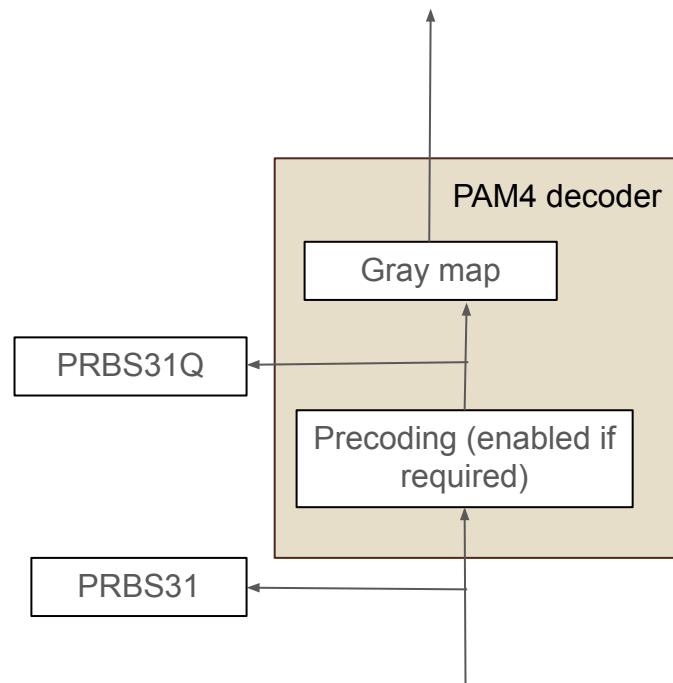 PAM4 decoder
Gray map
PRBS31Q
Precoding (enabled if
required)
PRBS31